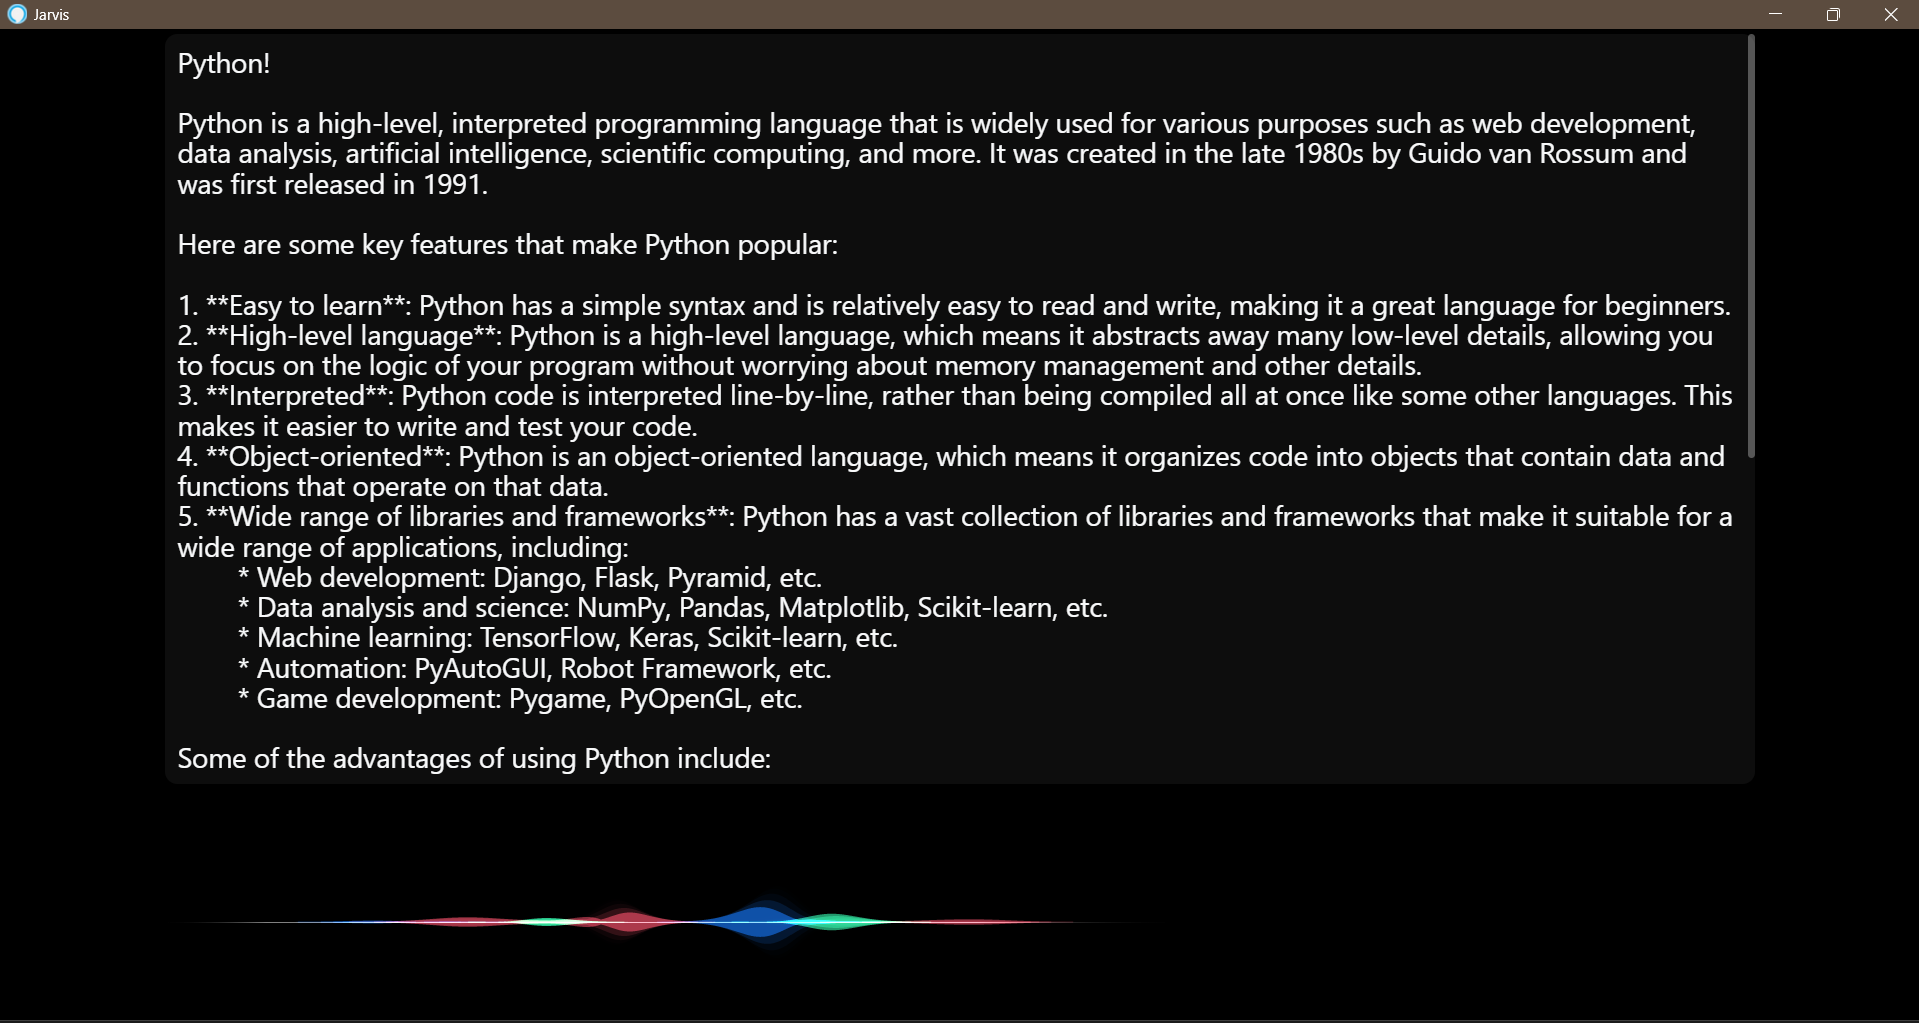 Jarvis
Python!
Python is a high-level, interpreted programming language that is widely used for various purposes such as web development,
data analysis, artificial intelligence, scientific computing, and more. It was created in the late 1980s by Guido van Rossum and
was first released in 1991.
Here are some key features that make Python popular:
1. **Easy to learn**: Python has a simple syntax and is relatively easy to read and write, making it a great language for beginners.
2. **High-level language**: Python is a high-level language, which means it abstracts away many low-level details, allowing you
to focus on the logic of your program without worrying about memory management and other details.
3. **Interpreted**: Python code is interpreted line-by-line, rather than being compiled all at once like some other languages. This
makes it easier to write and test your code.
4. **Object-oriented**: Python is an object-oriented language, which means it organizes code into objects that contain data and
functions that operate on that data.
5. **Wide range of libraries and frameworks**: Python has a vast collection of libraries and frameworks that make it suitable for a
wide range of applications, including:
* Web development: Django, Flask, Pyramid, etc.
* Data analysis and science: NumPy, Pandas, Matplotlib, Scikit-learn, etc.
* Machine learning: TensorFlow, Keras, Scikit-learn, etc.
* Automation: PyAutoGUI, Robot Framework, etc.
* Game development: Pygame, PyOpenGL, etc.
Some of the advantages of using Python include: